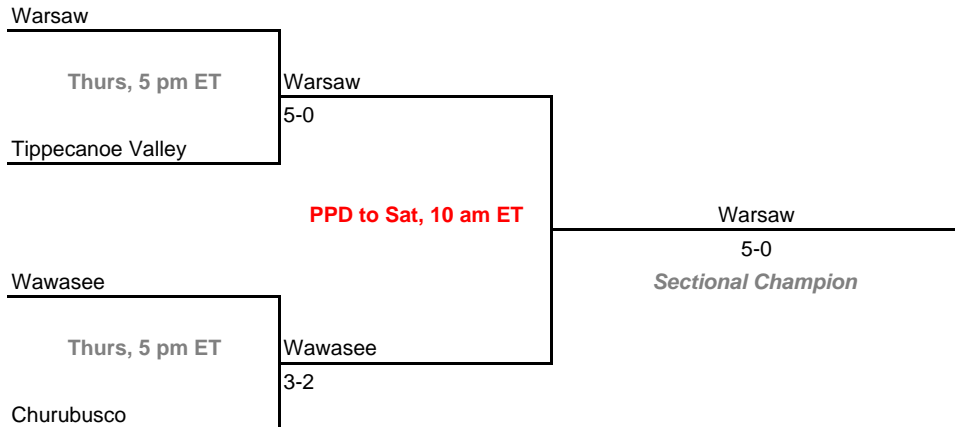 Warsaw
Thurs, 5 pm ET
Warsaw
5-0
Tippecanoe Valley
PPD to Sat, 10 am ET
Warsaw
5-0
Sectional Champion
Wawasee
Thurs, 5 pm ET
Wawasee
3-2
Churubusco